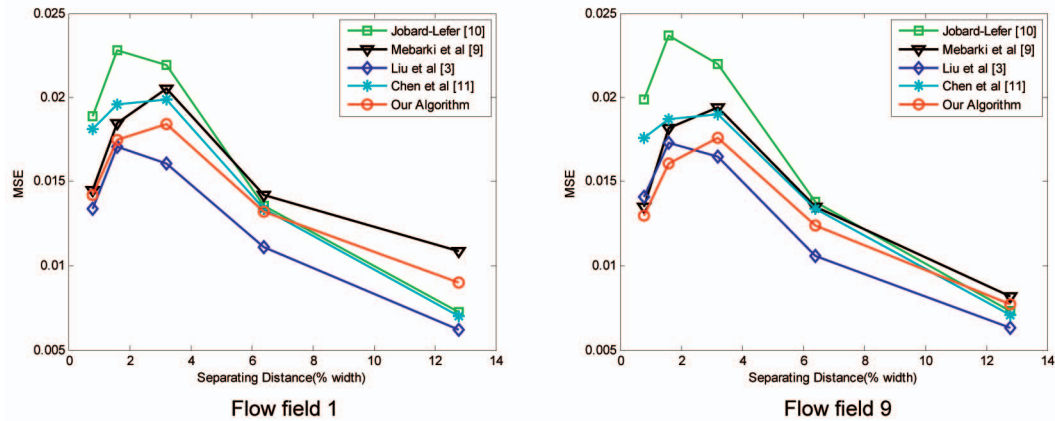 0.025
0.02
0.015
0.01
0.005
MSE
0 2 4 6 8 10 12 14
Separating Distance(% width)
Jobard-Lefer [10]
Mebarki et al [9]
Liu et al [3]
Chen et al [11]
Our Algorithm
Flow field 1
0.025
0.02
0.015
0.01
0.005
MSE
0 2 4 6 8 10 12 14
Separating Distance(% width)
Jobard-Lefer [10]
Mebarki et al [9]
Liu et al [3]
Chen et al [11]
Our Algorithm
Flow field 9